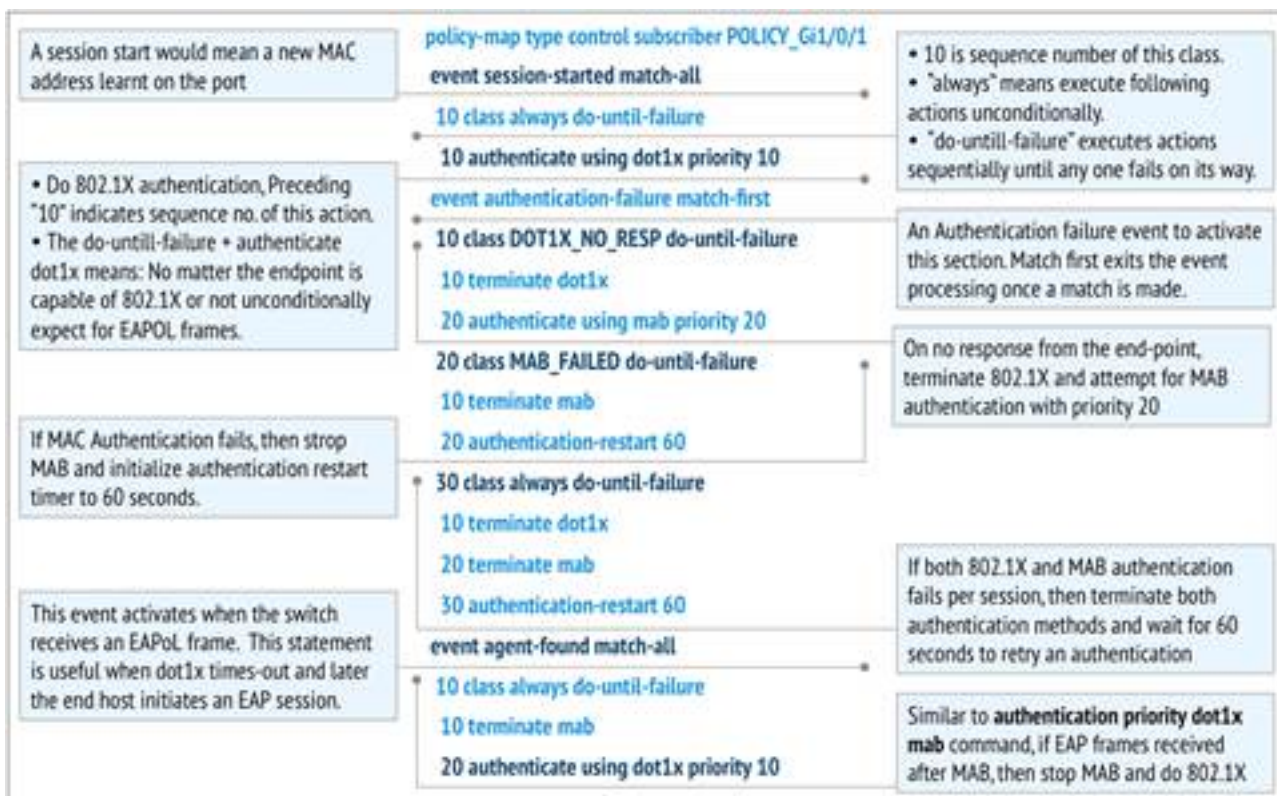 A session start would mean a new MAC
address learnt on the port
• Do 802.1X authentication, Preceding
"10" indicates sequence no. of this action.
• The do-untill-failure + authenticate
dot1x means: No matter the endpoint is
capable of 802.1X or not unconditionally
expect for EAPOL frames.
If MAC Authentication fails, then strop
MAB and initialize authentication restart
timer to 60 seconds.
This event activates when the switch
receives an EAPoL frame. This statement
is useful when dot1x times-out and later
the end host initiates an EAP session.
policy-map type control subscriber POLICY_Gi1/0/1
event session-started match-all
10 class always do-until-failure
10 authenticate using dot1x priority 10
event authentication-failure match-first
10 class DOT1X_NO_RESP do-until-failure
10 terminate dot1x
20 authenticate using mab priority 20
20 class MAB_FAILED do-until-failure
10 terminate mab
20 authentication-restart 60
30 class always do-until-failure
10 terminate dot1x
20 terminate mab
30 authentication-restart 60
event agent-found match-all
10 class always do-until-failure
10 terminate mab
20 authenticate using dot1x priority 10
• 10 is sequence number of this class.
• "always" means execute following
actions unconditionally.
• "do-untill-failure" executes actions
sequentially until any one fails on its way.
An Authentication failure event to activate
this section. Match first exits the event
processing once a match is made.
On no response from the end-point,
terminate 802.1X and attempt for MAB
authentication with priority 20
If both 802.1X and MAB authentication
fails per session, then terminate both
authentication methods and wait for 60
seconds to retry an authentication
Similar to authentication priority dot1x
mab command, if EAP frames received
after MAB, then stop MAB and do 802.1X